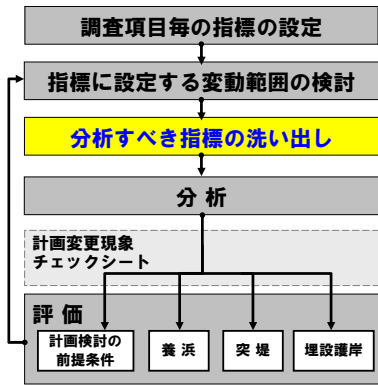 調査項目毎の指標の設定
指標に設定する変動範囲の検討
分析すべき指標の洗い出し
分 析
計画変更現象
チェックシート
評 価
計画検討の
前提条件
養 浜
突 堤
埋設護岸